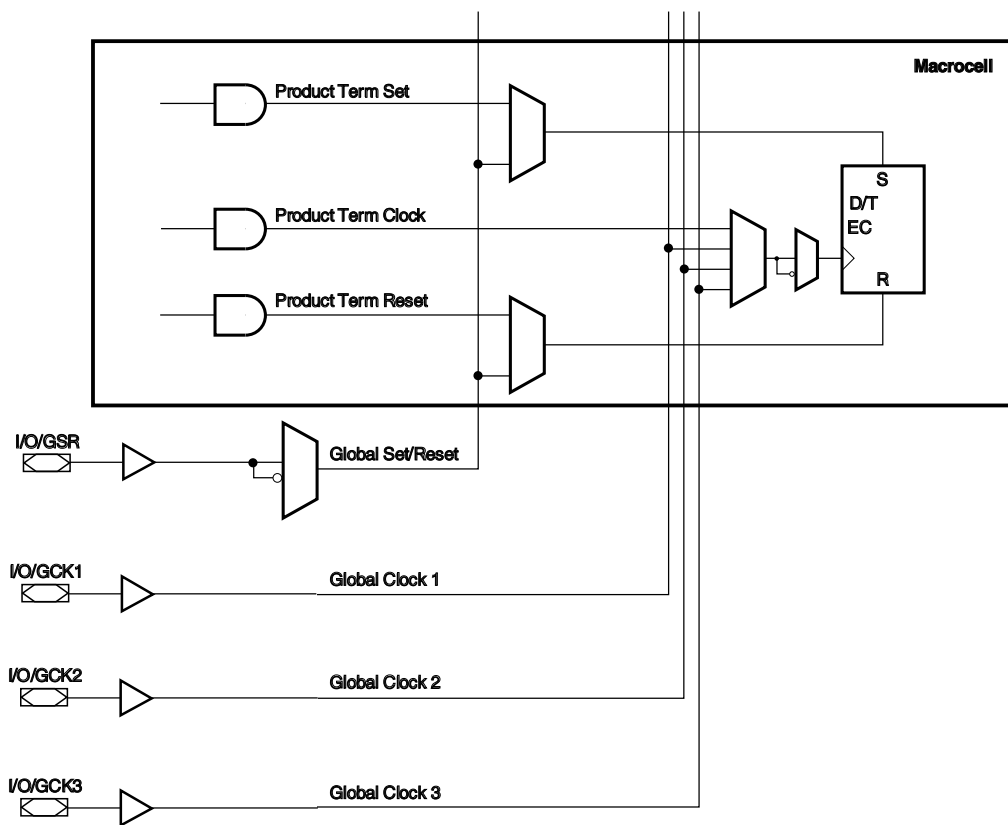 Macrocell
Product Term Set
S
D/T
Product Term Clock
EC
R
Product Term Reset
I/O/GSR
Global Set/Reset
I/O/GCK1
Global Clock 1
I/O/GCK2
Global Clock 2
I/O/GCK3
Global Clock 3